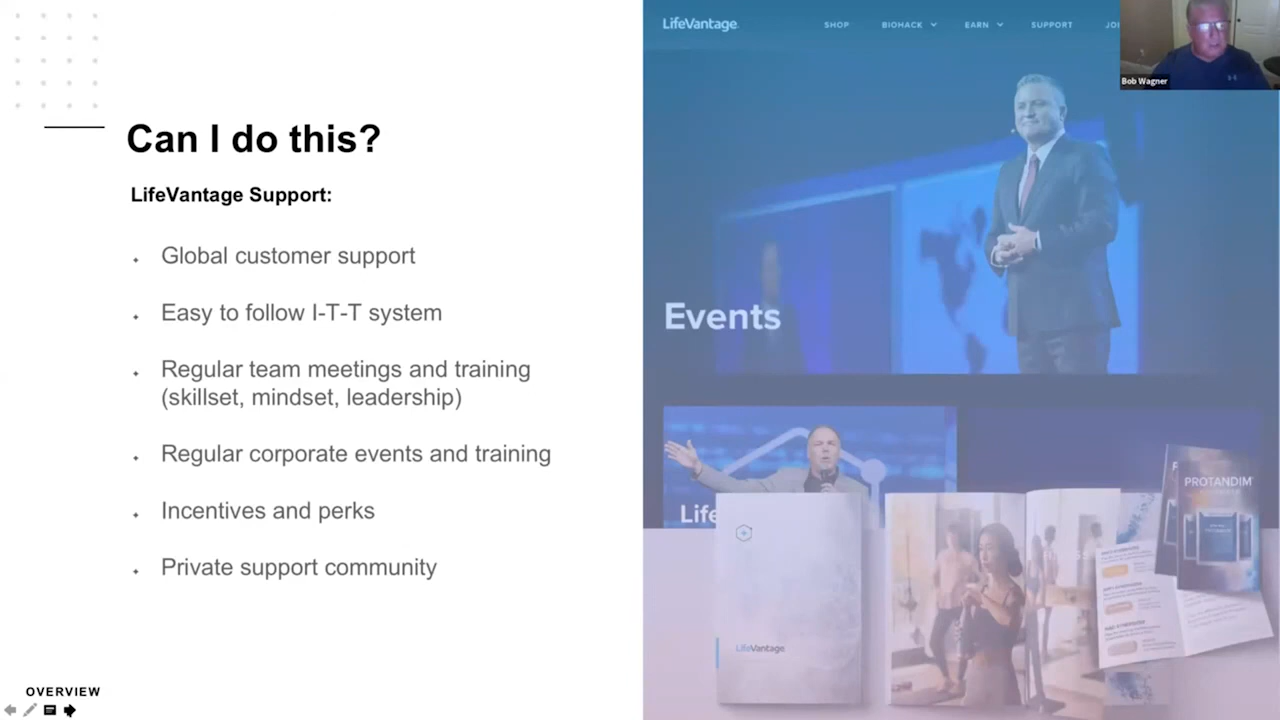 Can I do this?
LifeVantage Support:
Global customer support
Easy to follow I-T-T system
Regular team meetings and training
(skillset, mindset, leadership)
Regular corporate events and training
Incentives and perks
Private support community
OVERVIEW
LifeVantage
SHOP
BIOHACK
EARN
SUPPORT
Bob Wagner
Events
Life
LifeVantage
PROTANDIM